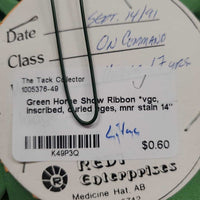 Date SEPT. 14/91
ON COMMAND
Class 17 yrs
The Tack Collector
1005376-49
Green Horse Show Ribbon *vgc,
inscribed, curled edges, mnr stain 14"
K49P3Q
$0.60
REDI
Enterprises
Medicine Hat, AB